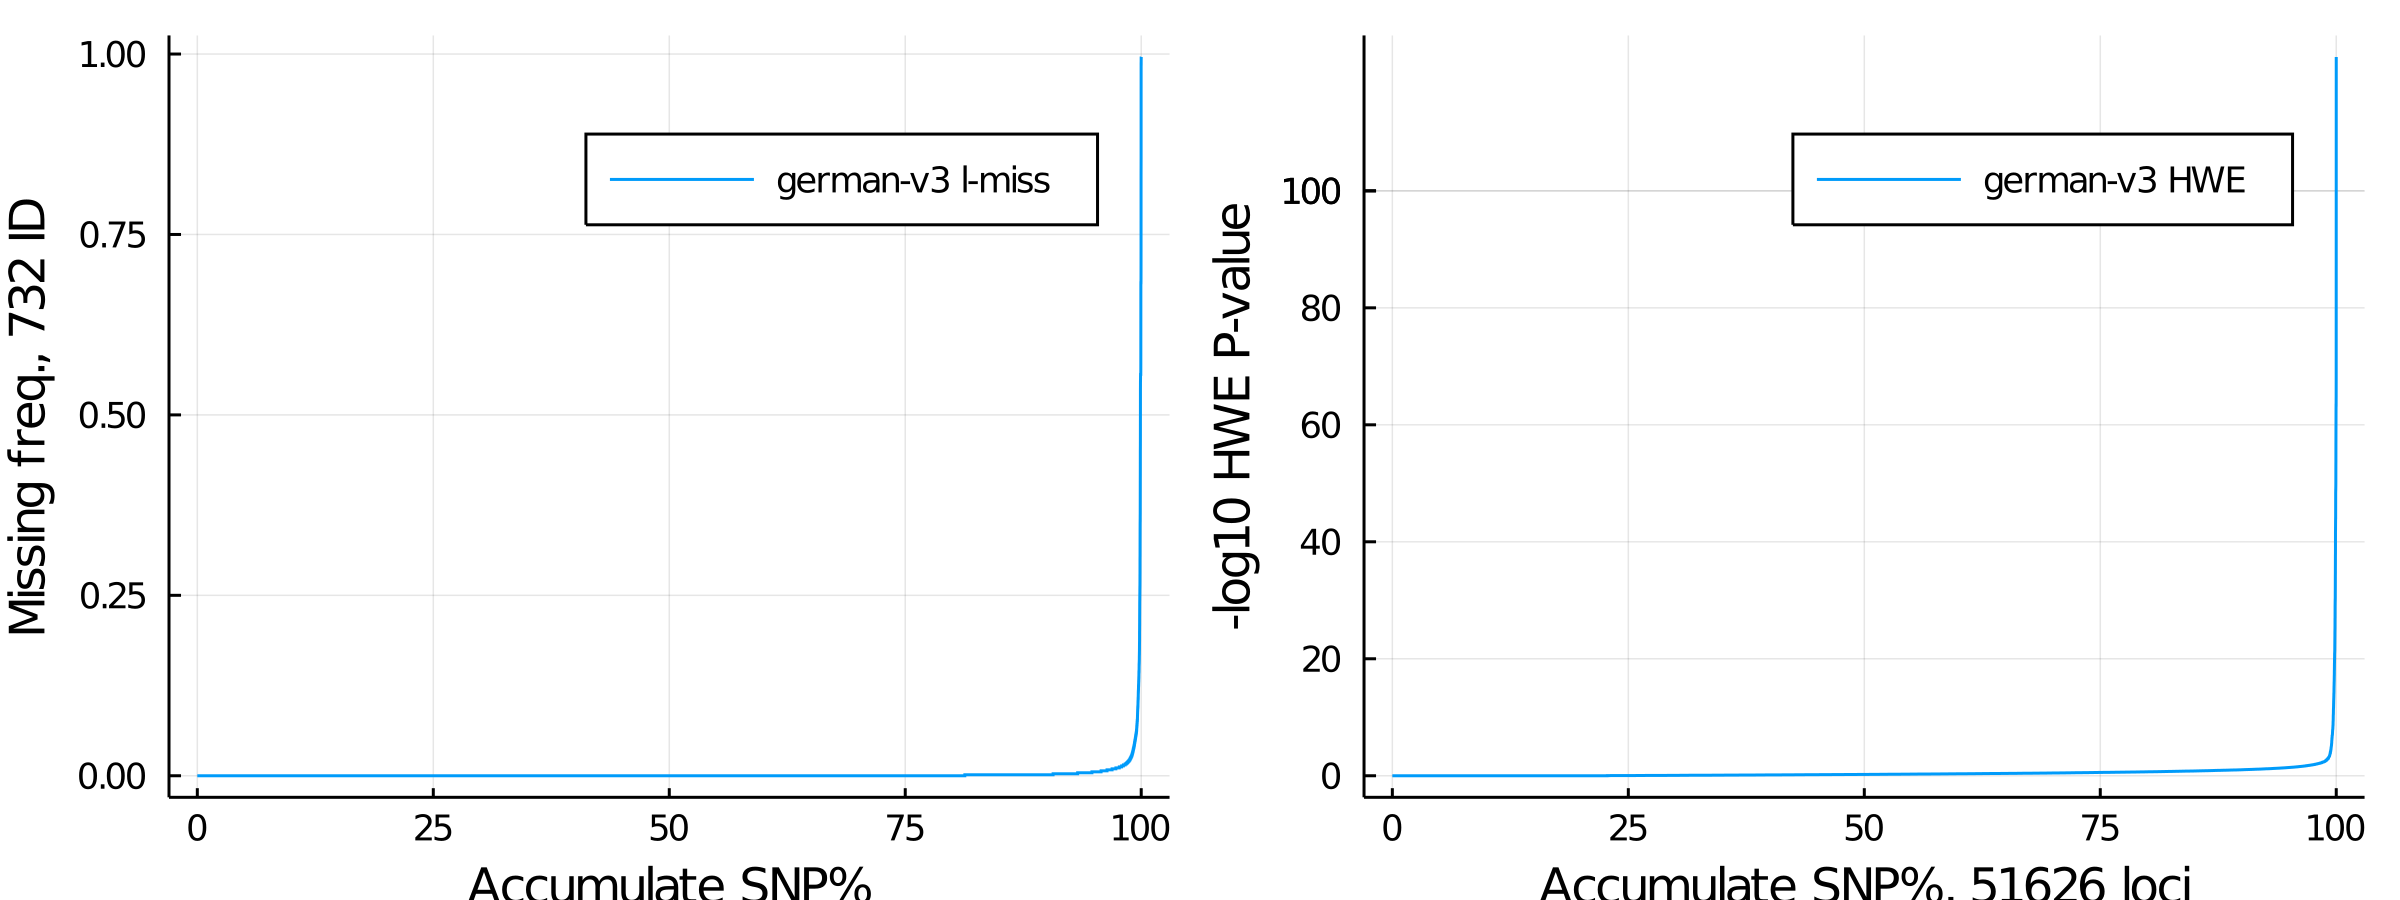 1.00
0.75
0.50
0.25
0.00
Missing freq., 732 ID
german-v3 l-miss
0 25 50 75 100
Accumulate SNP%
100
80
60
40
20
0
-log10 HWE P-value
german-v3 HWE
0 25 50 75 100
Accumulate SNP%, 51626 loci